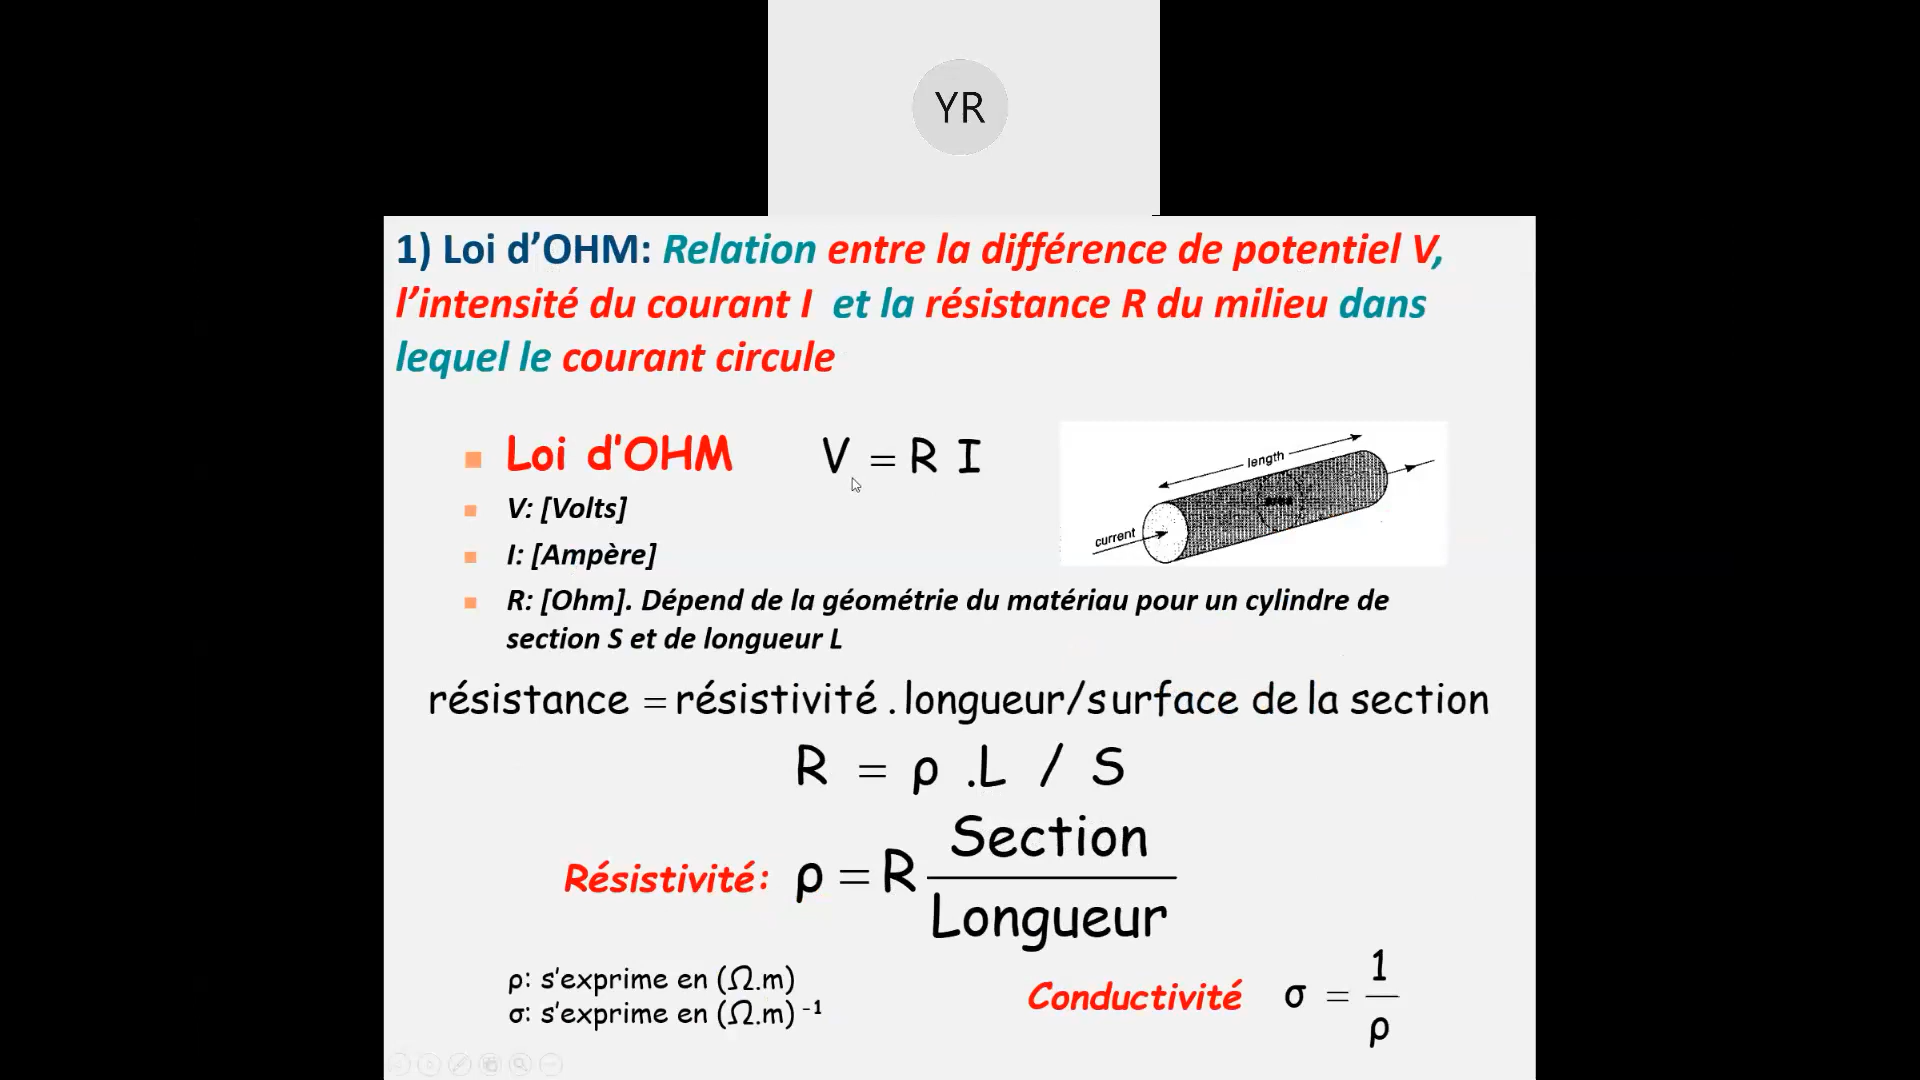 YR
1) Loi d’OHM: Relation entre la différence de potentiel V,
l’intensité du courant I et la résistance R du milieu dans
lequel le courant circule
Loi d'OHM V = R I
length
area
current
V: [Volts]
I: [Ampère]
R: [Ohm]. Dépend de la géométrie du matériau pour un cylindre de
section S et de longueur L
résistance = résistivité . longueur/surface de la section
R = ρ .L / S
Résistivité: ρ = R Section
Longueur
ρ: s'exprime en (Ω.m)
σ: s'exprime en (Ω.m) -1
Conductivité σ = 1
ρ